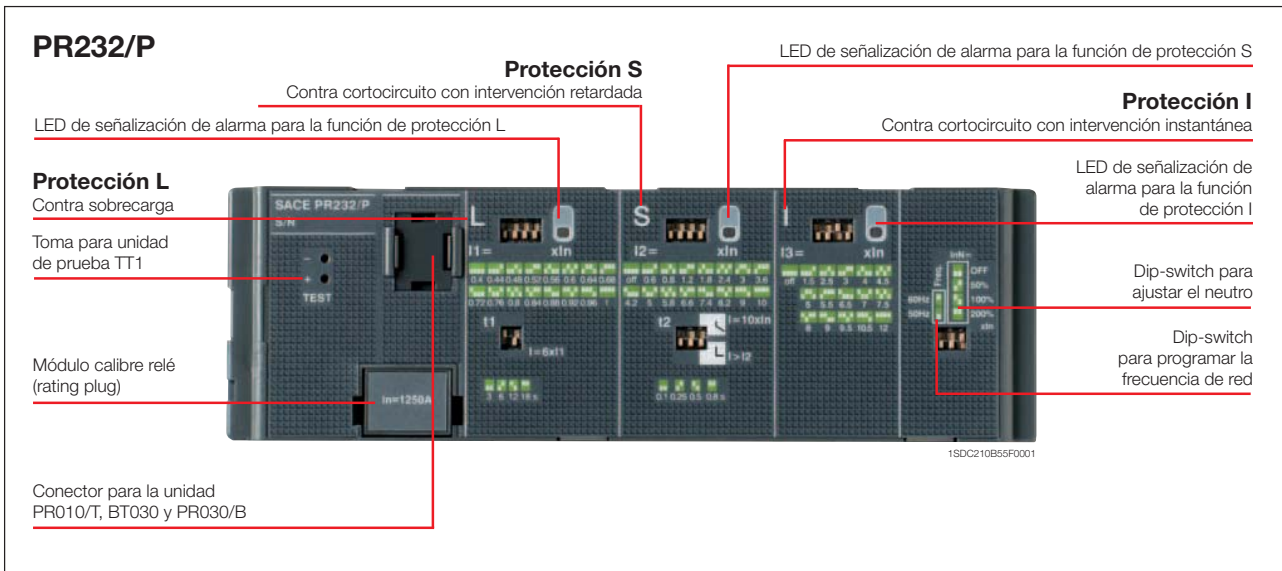 PR232/P
LED de señalización de alarma para la función de protección S
Protección S
Contra cortocircuito con intervención retardada
Protección I
Contra cortocircuito con intervención instantánea
LED de señalización de alarma para la función de protección L
LED de señalización de
alarma para la función
de protección I
Protección L
Contra sobrecarga
Toma para unidad
de prueba TT1
Dip-switch para
ajustar el neutro
Dip-switch
para programar la
frecuencia de red
Módulo calibre relé
(rating plug)
Conector para la unidad
PR010/T, BT030 y PR030/B
SACE PR232/P
S/N
- 
+
TEST
In=1250A
L
I1= xIn
0.4 0.44 0.48 0.52 0.56 0.6 0.64 0.68
0.72 0.76 0.8 0.84 0.88 0.92 0.96 1
t1
I=6xI1
3 6 12 18 s
S
I2= xIn
off 0.6 0.8 1.2 1.8 2.4 3 3.6
4.2 5 5.8 6.6 7.4 8.2 9 10
t2
I=10xIn
I>I2
0.1 0.25 0.5 0.8s
I
I3= xIn
off 1.5 2.5 3 4 4.5
5 5.5 6.5 7 7.5
8 9 9.5 10.5 12
Freq.
60Hz
50Hz
InN=
OFF
50%
100%
200%
xIn
1SDC210B55F0001